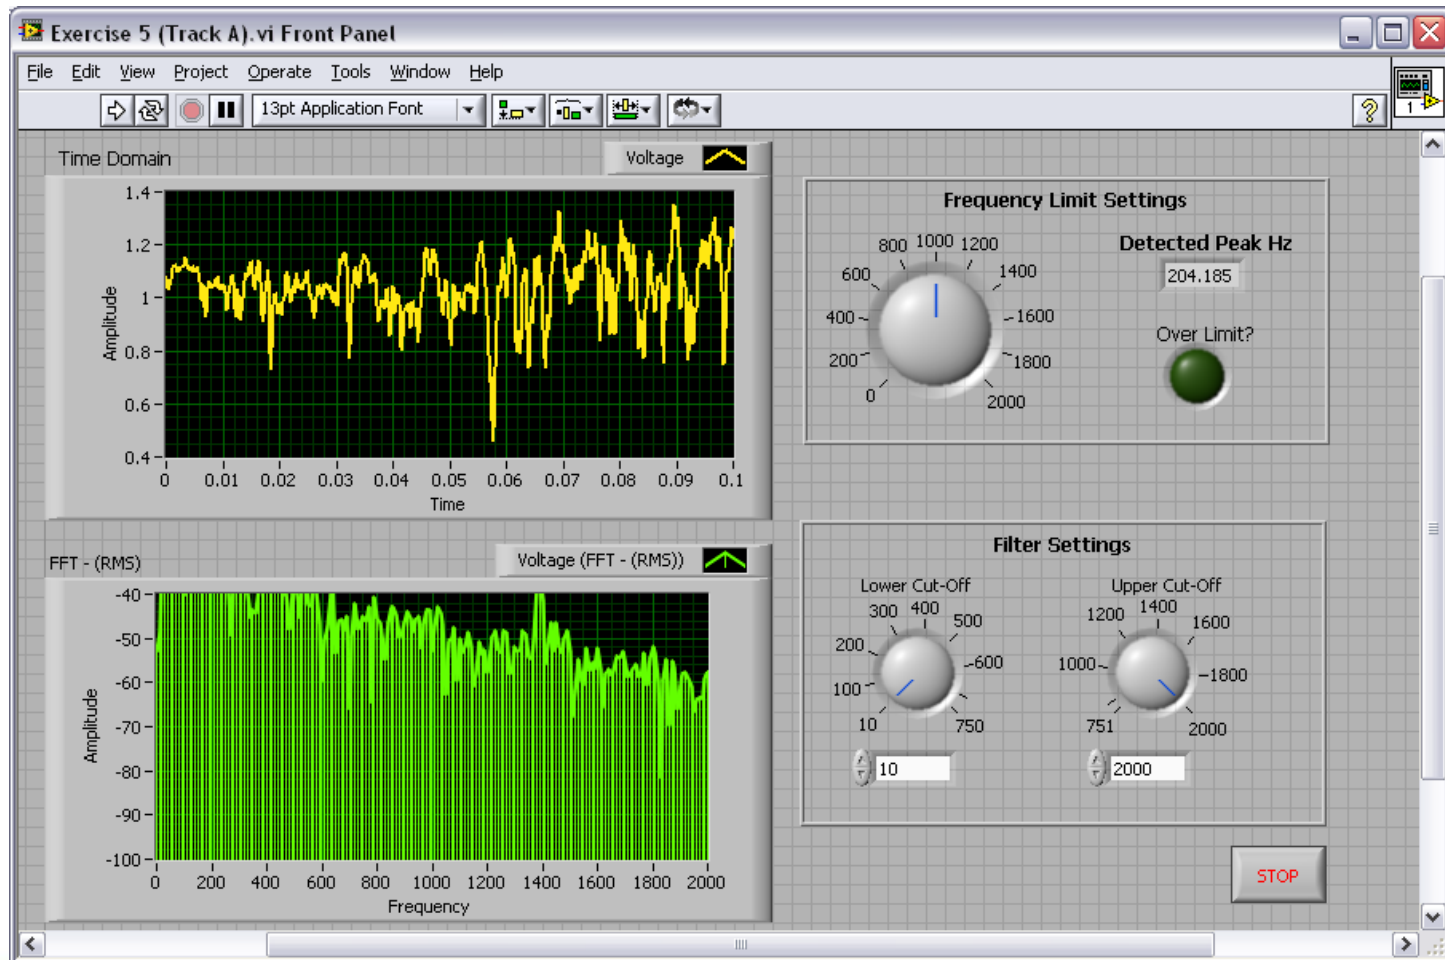 Exercise 5 (Track A).vi Front Panel
File Edit View Project Operate Tools Window Help
13pt Application Font
?
1
Time Domain
Voltage
1.4
1.2
1
0.8
0.6
0.4
Amplitude
0 0.01 0.02 0.03 0.04 0.05 0.06 0.07 0.08 0.09 0.1
Time
Frequency Limit Settings
0 200 400 600 800 1000 1200 1400 1600 1800 2000
Detected Peak Hz
204.185
Over Limit?
FFT - (RMS)
Voltage (FFT - (RMS))
-40
-50
-60
-70
-80
-90
-100
Amplitude
0 200 400 600 800 1000 1200 1400 1600 1800 2000
Frequency
Filter Settings
Lower Cut-Off
10 100 200 300 400 500 600 750
10
Upper Cut-Off
751 1000 1200 1400 1600 1800 2000
2000
STOP